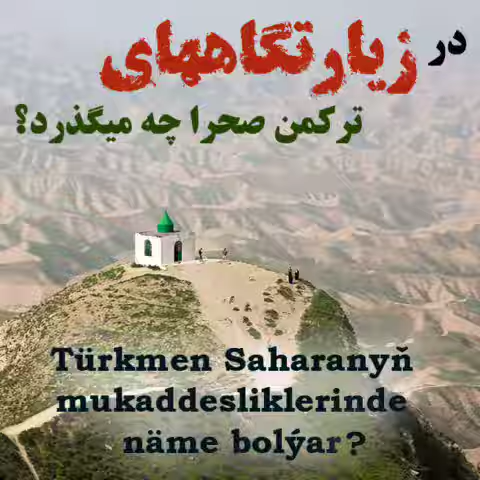 در زیارتگاههای
ترکمن صحرا چه میگذرد؟
Türkmen Saharanyň
mukaddesliklerinde
näme bolýar?